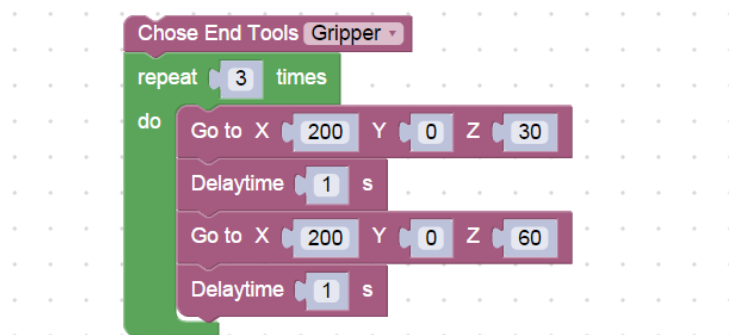 Chose End Tools Gripper
repeat 3 times
do
Go to X 200 Y 0 Z 30
Delaytime 1 s
Go to X 200 Y 0 Z 60
Delaytime 1 s